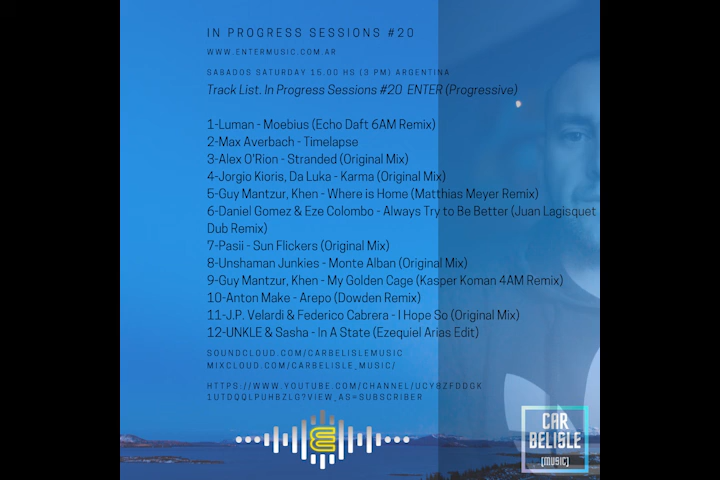 IN PROGRESS SESSIONS #20
WWW.ENTERMUSIC.COM.AR
SABADOS SATURDAY 15.00 HS (3 PM) ARGENTINA
Track List. In Progress Sessions #20 ENTER (Progressive)
1-Luman - Moebius (Echo Daft 6AM Remix)
2-Max Averbach - Timelapse
3-Alex O'Rion - Stranded (Original Mix)
4-Jorgio Kioris, Da Luka - Karma (Original Mix)
5-Guy Mantzur, Khen - Where is Home (Matthias Meyer Remix)
6-Daniel Gomez & Eze Colombo - Always Try to Be Better (Juan Lagisquet
Dub Remix)
7-Pasii - Sun Flickers (Original Mix)
8-Unshaman Junkies - Monte Alban (Original Mix)
9-Guy Mantzur, Khen - My Golden Cage (Kasper Koman 4AM Remix)
10-Anton Make - Arepo (Dowden Remix)
11-J.P. Velardi & Federico Cabrera - I Hope So (Original Mix)
12-UNKLE & Sasha - In A State (Ezequiel Arias Edit)
SOUNDCLOUD.COM/CARBELISLEMUSIC
MIXCLOUD.COM/CARBELISLE_MUSIC/
HTTPS://WWW.YOUTUBE.COM/CHANNEL/UCY8ZFDDGK
1UTDQQLPUHBZLG?VIEW_AS=SUBSCRIBER
CAR
BELISLE
[MUSIC]